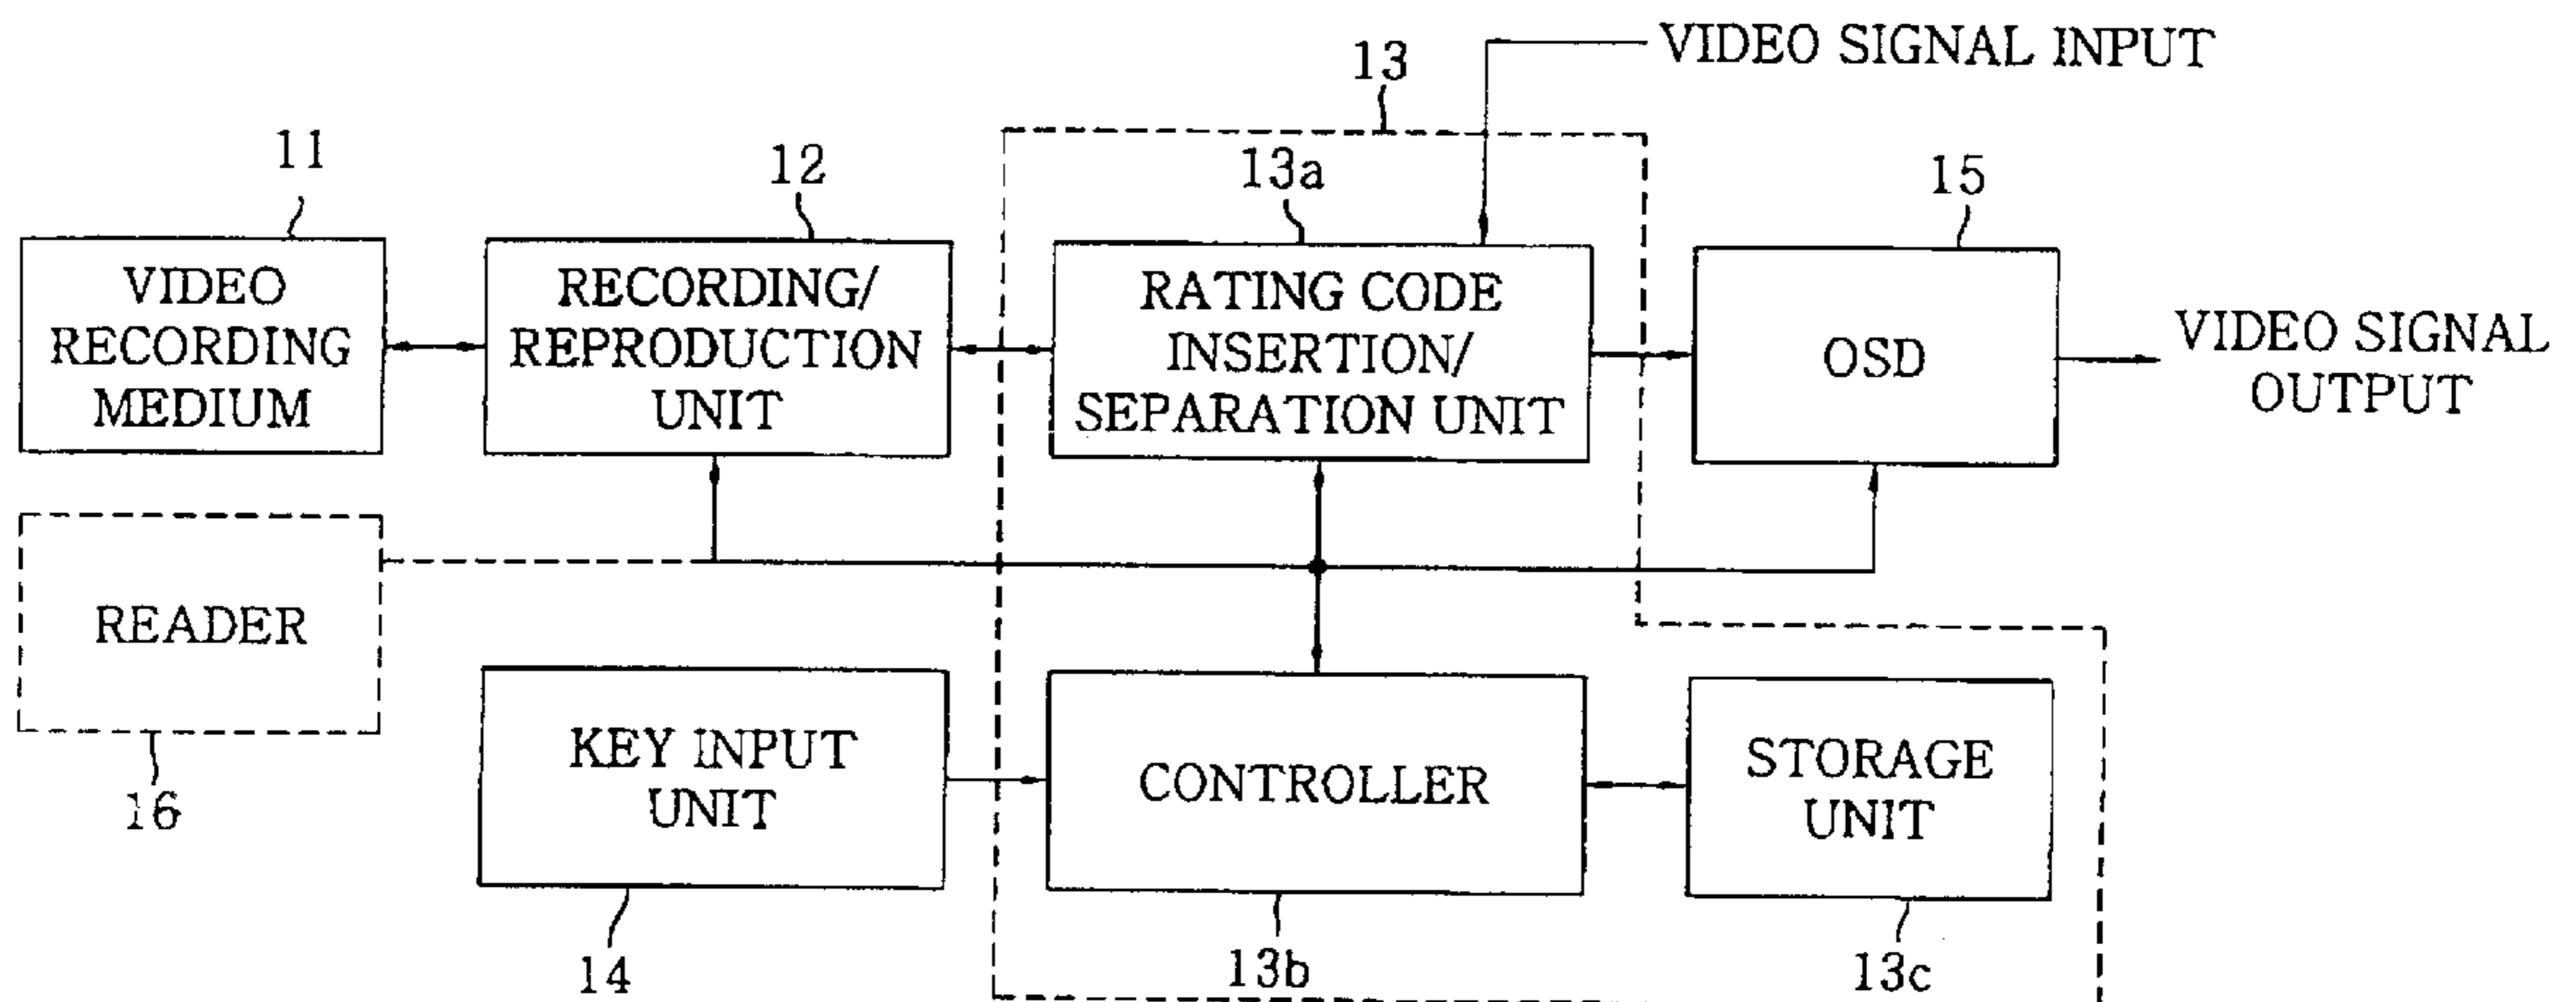 VIDEO SIGNAL INPUT
13
11
12
13a
15
VIDEO
RECORDING
MEDIUM
RECORDING/
REPRODUCTION
UNIT
RATING CODE
INSERTION/
SEPARATION UNIT
OSD
VIDEO SIGNAL
OUTPUT
READER
16
KEY INPUT
UNIT
14
CONTROLLER
13b
STORAGE
UNIT
13c